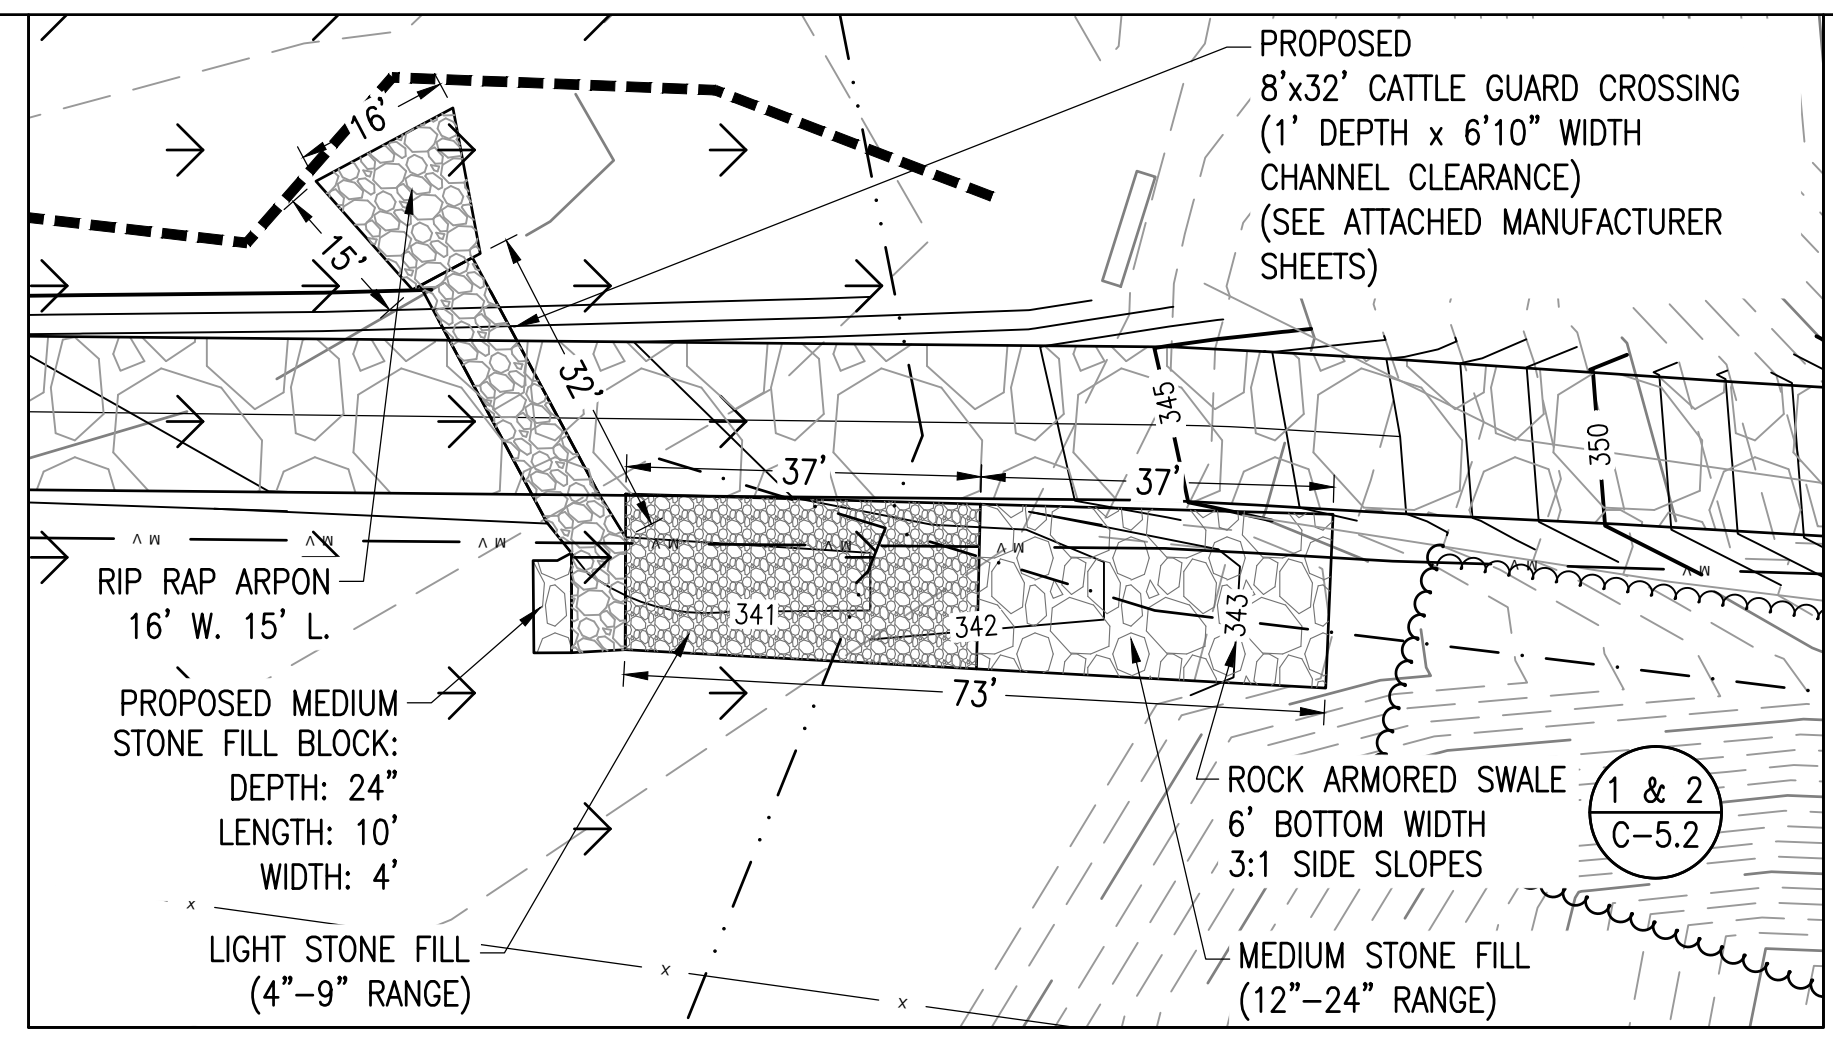 PROPOSED
8'x32' CATTLE GUARD CROSSING
(1' DEPTH x 6'10" WIDTH
CHANNEL CLEARANCE)
(SEE ATTACHED MANUFACTURER
SHEETS)
16'
15'
32'
345
350
37'
37'
W V
W V
W V
W V
W V
W V
W V
W V
RIP RAP ARPON
16' W. 15' L.
341
342
343
73'
PROPOSED MEDIUM
STONE FILL BLOCK:
DEPTH: 24"
LENGTH: 10'
WIDTH: 4'
ROCK ARMORED SWALE
6' BOTTOM WIDTH
3:1 SIDE SLOPES
1 & 2
C-5.2
x
LIGHT STONE FILL
(4"-9" RANGE)
x
x
MEDIUM STONE FILL
(12"-24" RANGE)